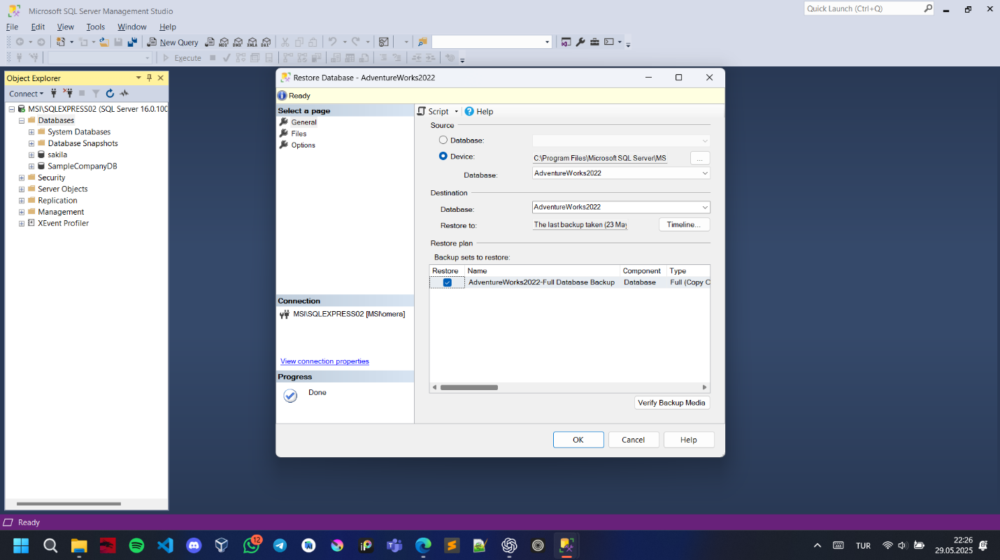 Microsoft SQL Server Management Studio
Quick Launch (Ctrl+Q)
File Edit View Tools Window Help
New Query MDX DMX XMLA DAX
Execute
Object Explorer
Connect
MSI\SQLEXPRESS02 (SQL Server 16.0.100
Databases
System Databases
Database Snapshots
sakila
SampleCompanyDB
Security
Server Objects
Replication
Management
XEvent Profiler
Restore Database - AdventureWorks2022
Ready
Select a page
General
Files
Options
Connection
MSI\SQLEXPRESS02 [MSI\omera]
View connection properties
Progress
Done
Script Help
Source
Database:
Device: C:\Program Files\Microsoft SQL Server\MS ...
Database: AdventureWorks2022
Destination
Database: AdventureWorks2022
Restore to: The last backup taken (23 May Timeline...
Restore plan
Backup sets to restore:
Restore Name Component Type
AdventureWorks2022-Full Database Backup Database Full (Copy O
Verify Backup Media
OK Cancel Help
Ready
12
TUR
22:26
29.05.2025